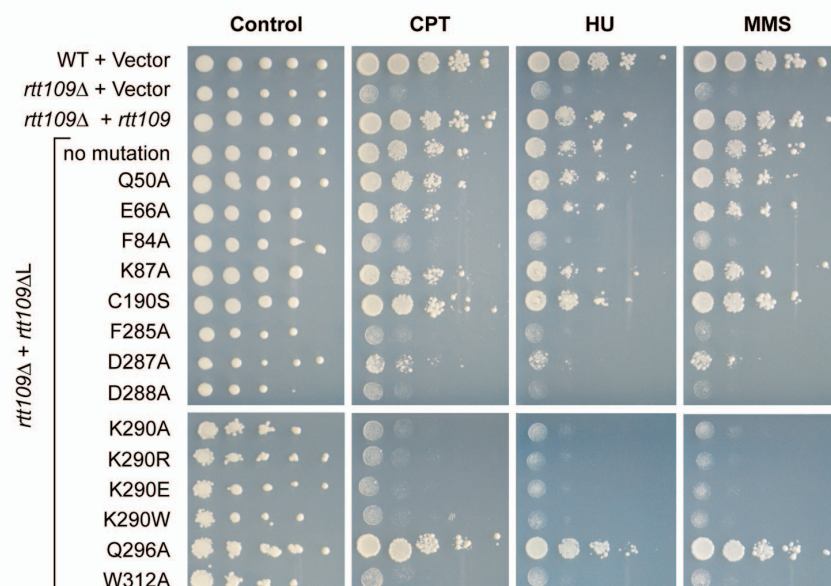 Control CPT HU MMS
WT + Vector
rtt109Δ + Vector
rtt109Δ + rtt109
no mutation
Q50A
E66A
F84A
K87A
C190S
F285A
D287A
D288A
K290A
K290R
K290E
K290W
Q296A
W312A
rtt109Δ + rtt109ΔL